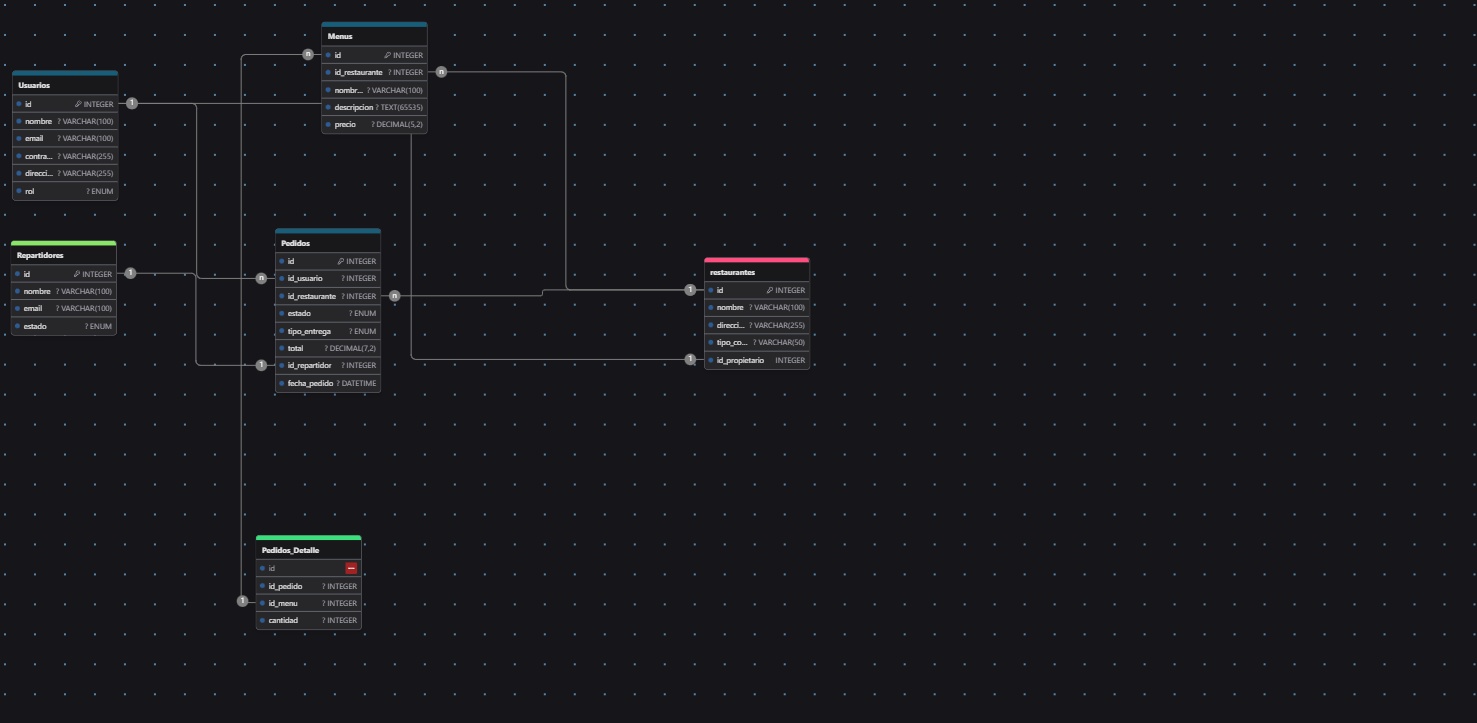 Menus
id INTEGER
n
id_restaurante ? INTEGER
n
nombr... ? VARCHAR(100)
descripcion ? TEXT(65535)
precio ? DECIMAL(5,2)
Usuarios
id INTEGER
1
nombre ? VARCHAR(100)
email ? VARCHAR(100)
contra... ? VARCHAR(255)
direcci... ? VARCHAR(255)
rol ? ENUM
Repartidores
id INTEGER
1
nombre ? VARCHAR(100)
email ? VARCHAR(100)
estado ? ENUM
Pedidos
id INTEGER
n
id_usuario ? INTEGER
id_restaurante ? INTEGER
n
estado ? ENUM
tipo_entrega ? ENUM
total ? DECIMAL(7,2)
1
id_repartidor ? INTEGER
fecha_pedido ? DATETIME
restaurantes
1
id INTEGER
nombre ? VARCHAR(100)
direcci... ? VARCHAR(255)
tipo_co... ? VARCHAR(50)
1
id_propietario INTEGER
Pedidos_Detalle
id
id_pedido ? INTEGER
1
id_menu ? INTEGER
cantidad ? INTEGER